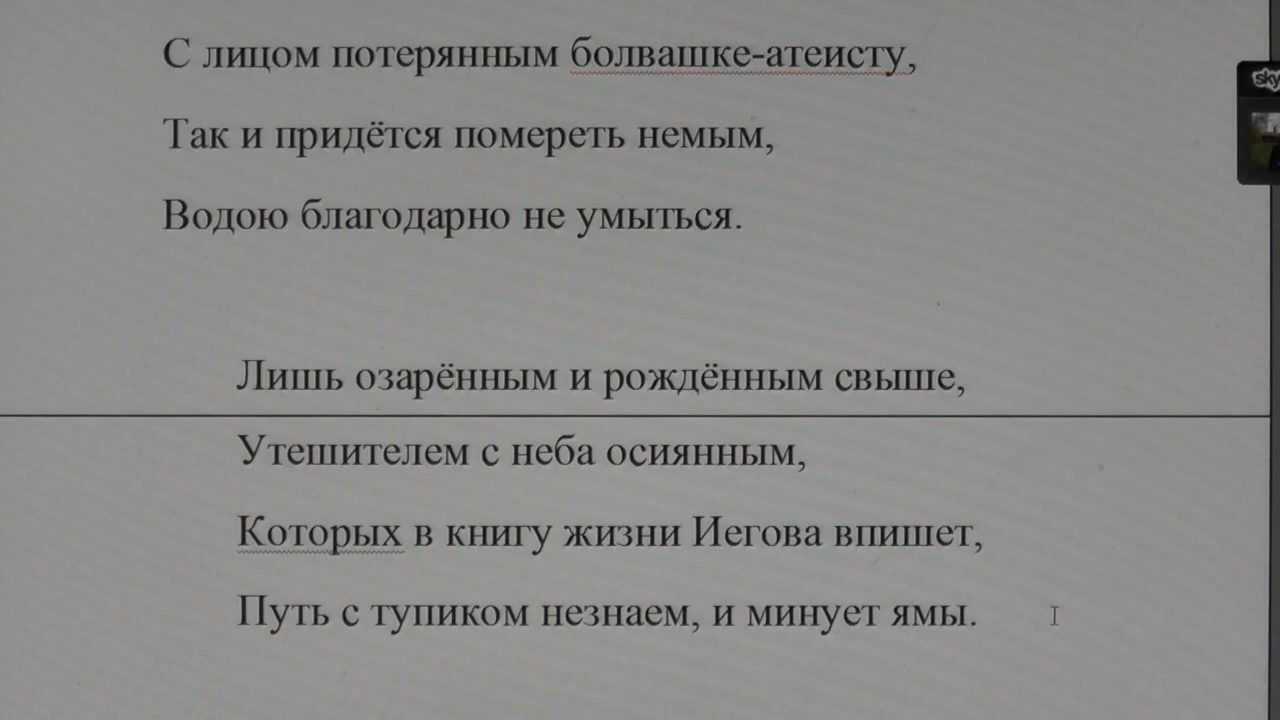 С лицом потерянным болвашке-атеисту,
Так и придётся помереть немым,
Водою благодарно не умыться.
Лишь озарённым и рождённым свыше,
Утешителем с неба осиянным,
Которых в книгу жизни Иегова впишет,
Путь с тупиком незнаем, и минует ямы.
sky